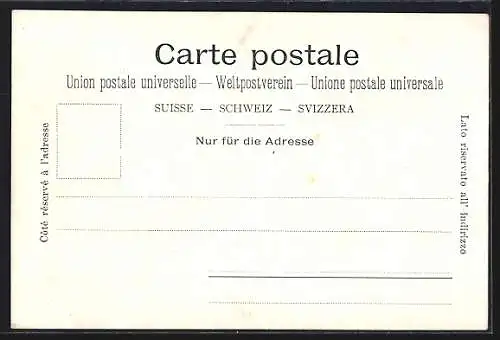 Carte postale
Union postale universelle — Weltpostverein — Unione postale universale
SUISSE — SCHWEIZ — SVIZZERA
Nur für die Adresse
Côté réservé à l'adresse
Lato riservato all' indirizzo